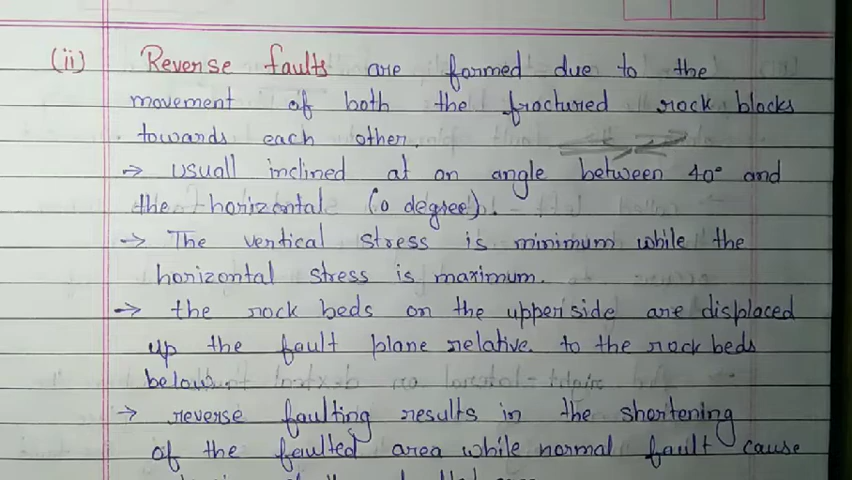 (ii) Reverse faults are formed due to the
movement of both the fractured rock blocks
towards each other.
→ usuall inclined at an angle between 40° and
the horizontal (0 degree).
→ The vertical stress is minimum while the
horizontal stress is maximum.
→ the rock beds on the upper side are displaced
up the fault plane relative to the rock beds
below.
→ reverse faulting results in the shortening
of the faulted area while normal fault cause